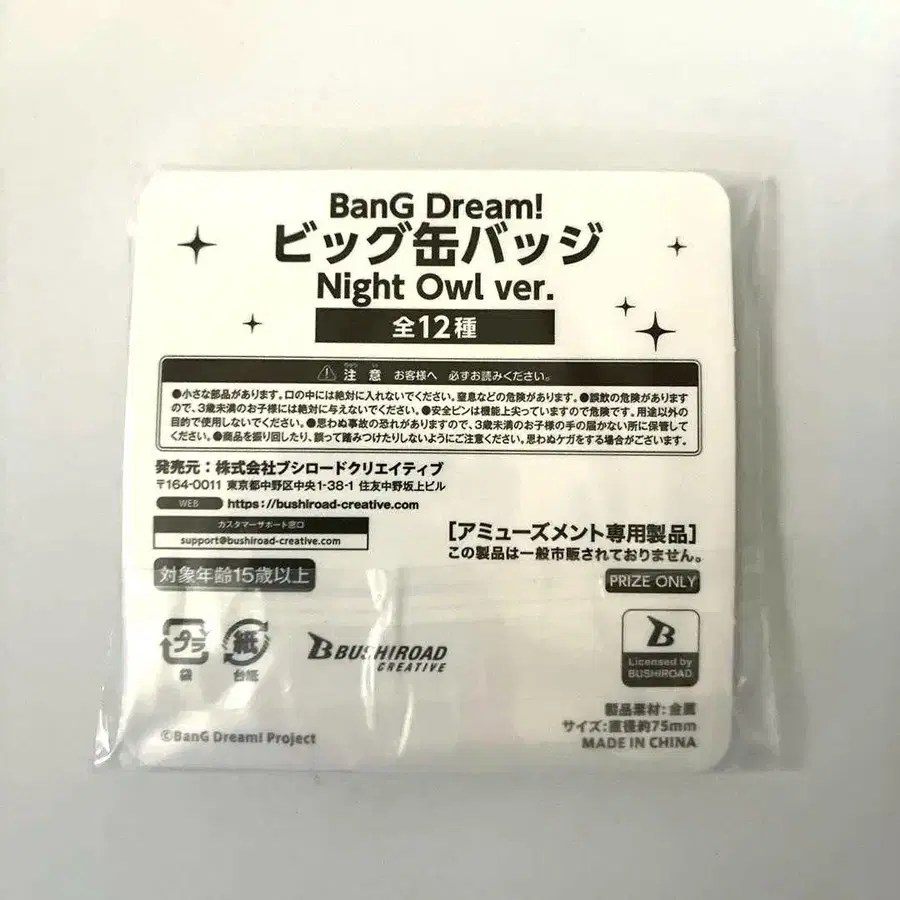 BanG Dream!
ビッグ缶バッジ
Night Owl ver.
全12種
注意 お客様へ 必ずお読みください。
●小さな部品があります。口の中には絶対に入れないでください。窒息などの危険があります。●誤飲の危険があります
ので、3歳未満のお子様には絶対に与えないでください。●安全ピンは機能上尖っていますので危険です。用途以外の
目的で使用しないでください。●思わぬ事故の恐れがありますので、3歳未満のお子様の手の届かない所に保管して
ください。●商品を振り回したり、誤って踏みつけたりしないようにご注意ください。思わぬケガをする場合がございます。
発売元：株式会社ブシロードクリエイティブ
〒164-0011 東京都中野区中央1-38-1 住友中野坂上ビル
WEB https://bushiroad-creative.com
カスタマーサポート窓口
support@bushiroad-creative.com
[アミューズメント専用製品]
この製品は一般市販されておりません。
対象年齢15歳以上
PRIZE ONLY
プラ
袋
紙
台紙
BUSHIROAD
CREATIVE
B
Licensed by
BUSHIROAD
製品素材：金属
サイズ：直径約75mm
MADE IN CHINA
©BanG Dream! Project